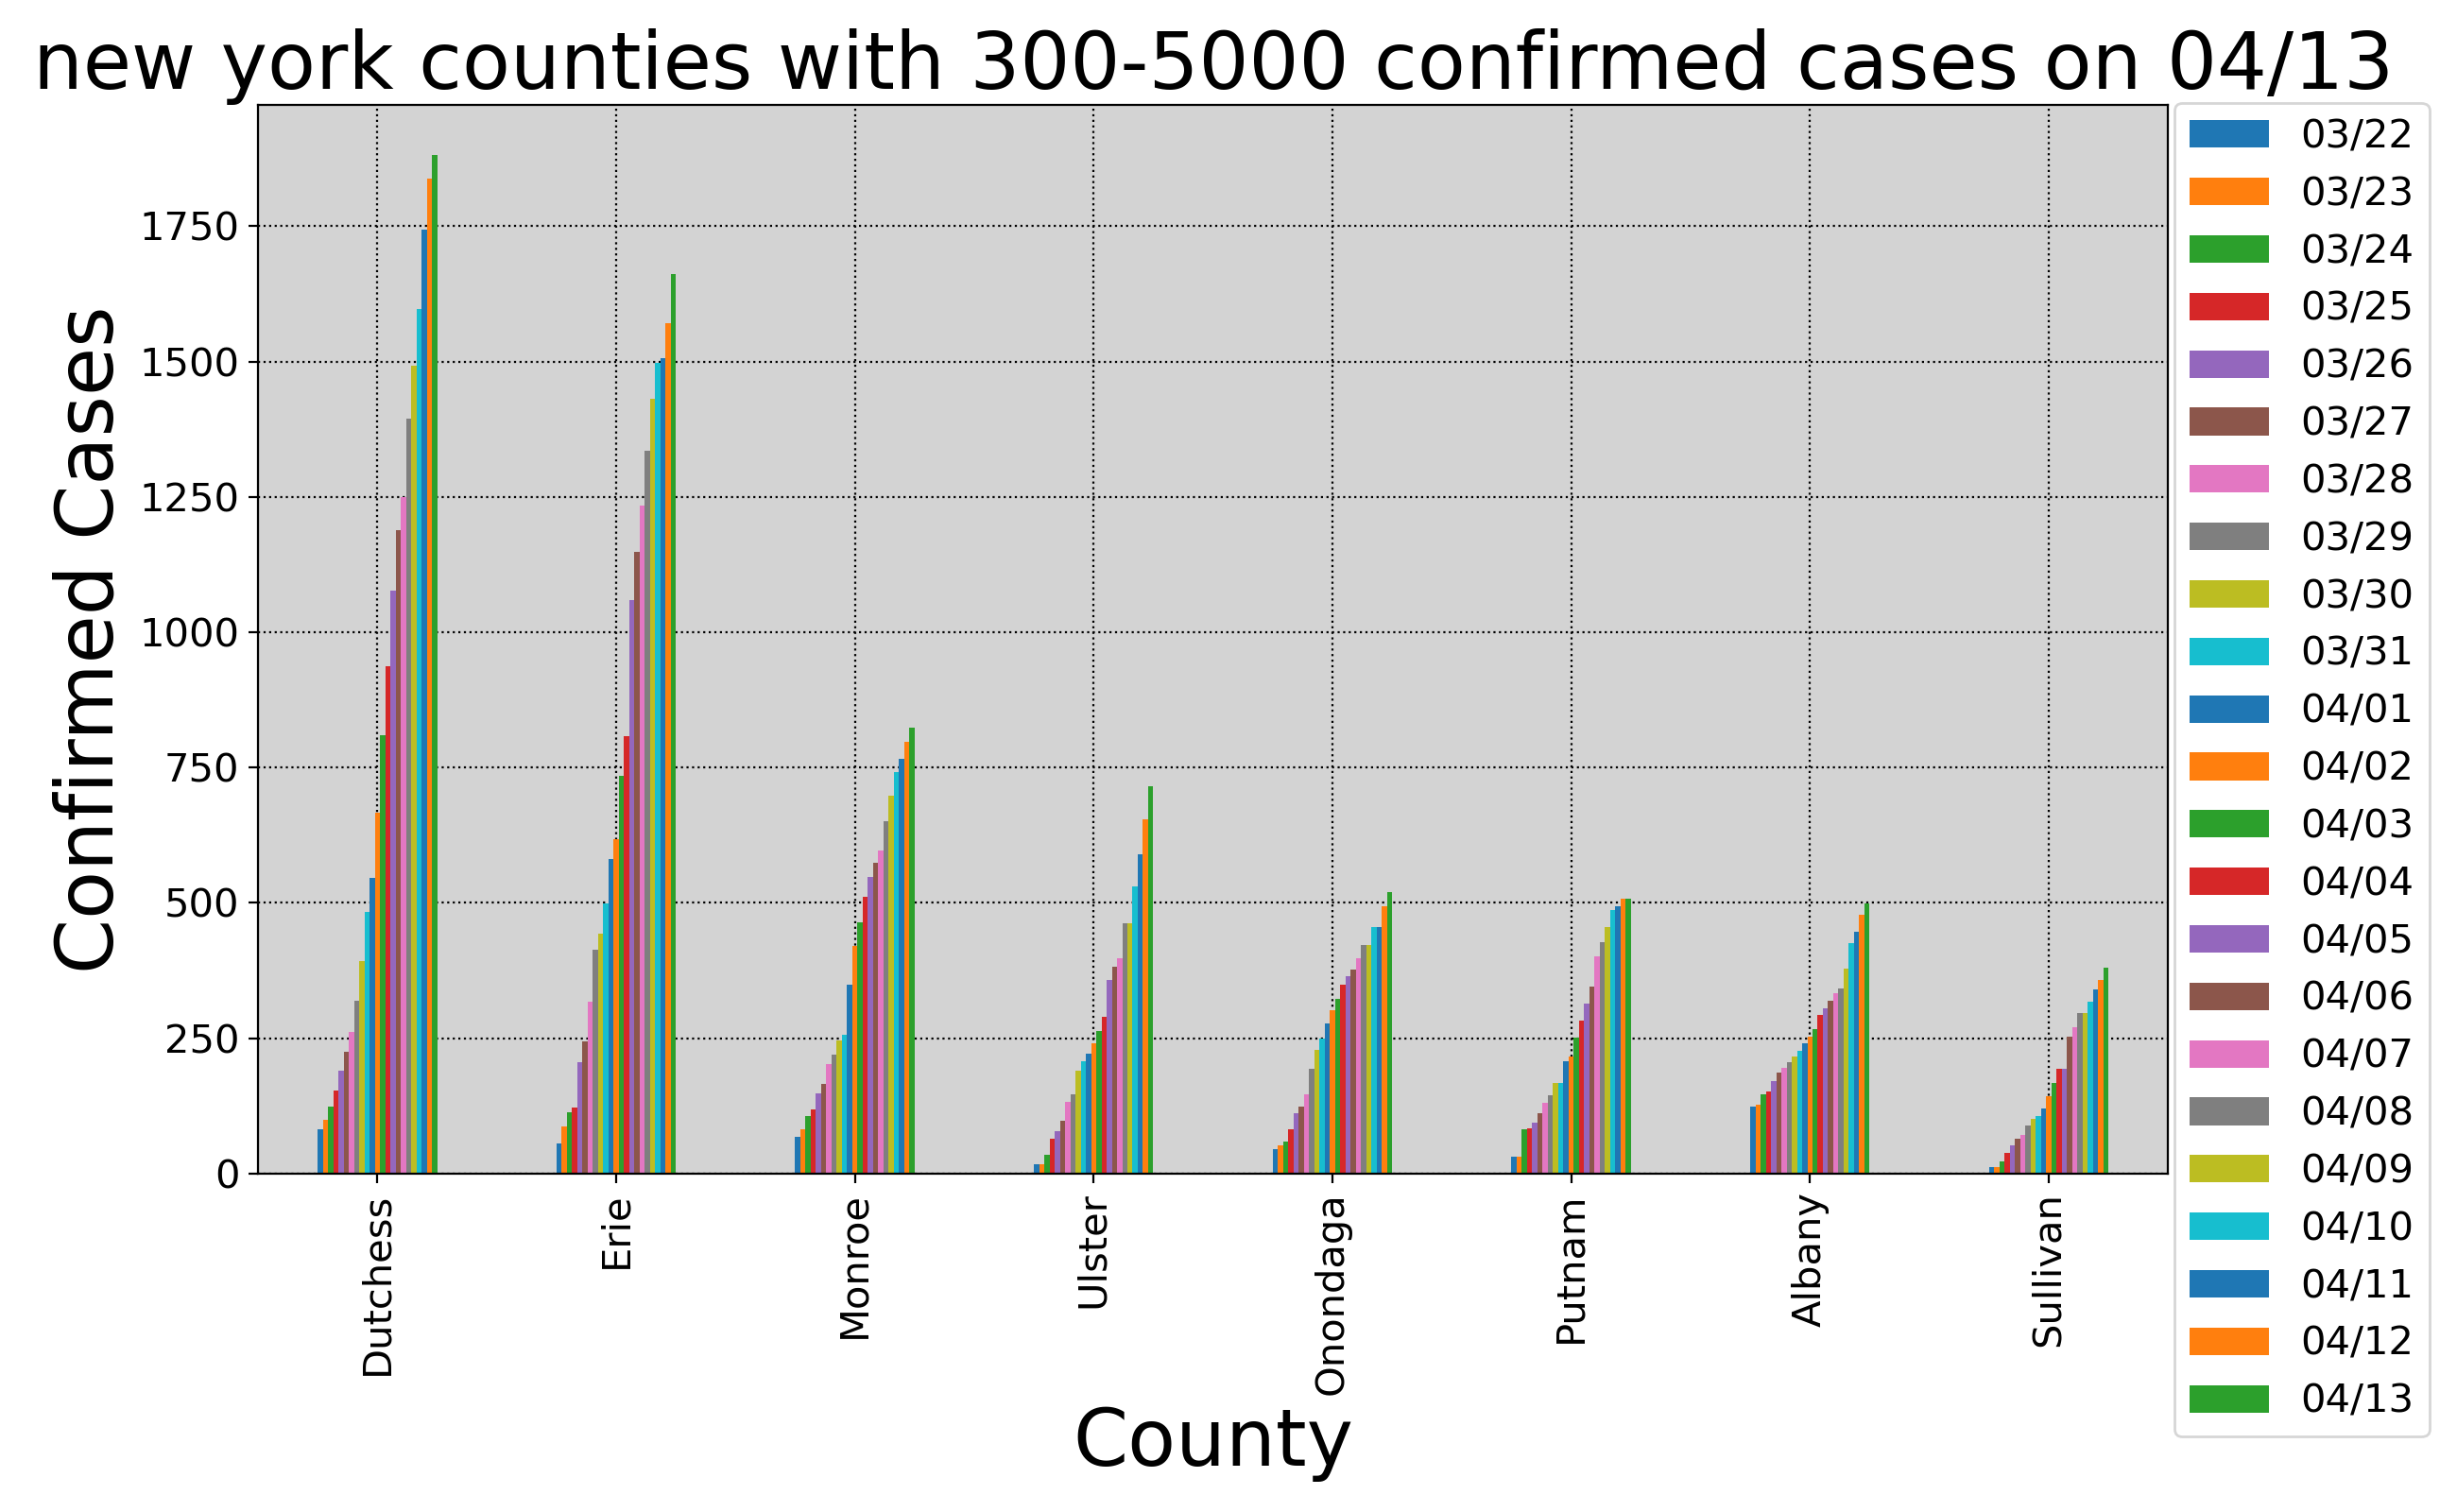 new york counties with 300-5000 confirmed cases on 04/13
Confirmed Cases
1750
1500
1250
1000
750
500
250
0
Dutchess
Erie
Monroe
Ulster
Onondaga
Putnam
Albany
Sullivan
County
03/22
03/23
03/24
03/25
03/26
03/27
03/28
03/29
03/30
03/31
04/01
04/02
04/03
04/04
04/05
04/06
04/07
04/08
04/09
04/10
04/11
04/12
04/13